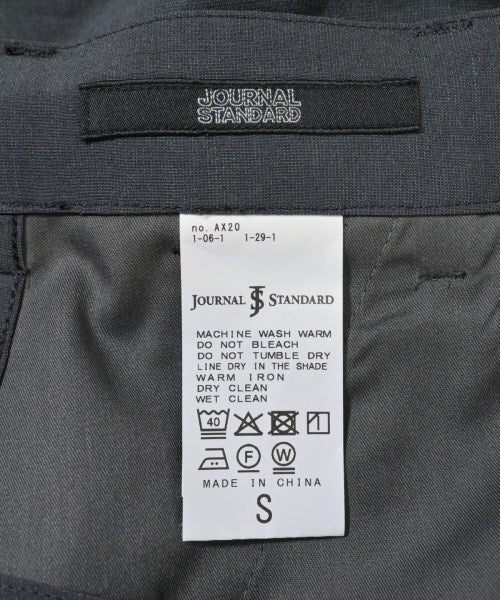 JOURNAL
STANDARD
no. AX20
1-06-1 1-29-1
JOURNAL JS STANDARD
MACHINE WASH WARM
DO NOT BLEACH
DO NOT TUMBLE DRY
LINE DRY IN THE SHADE
WARM IRON
DRY CLEAN
WET CLEAN
40
F W
MADE IN CHINA
S